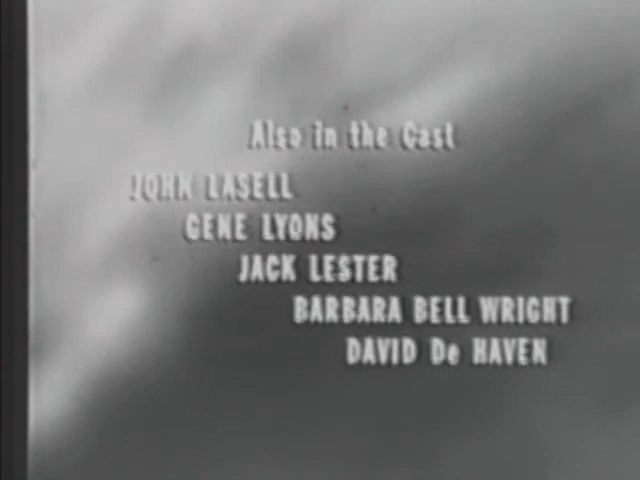 Also in the Cast
JOHN LASELL
GENE LYONS
JACK LESTER
BARBARA BELL WRIGHT
DAVID De HAVEN